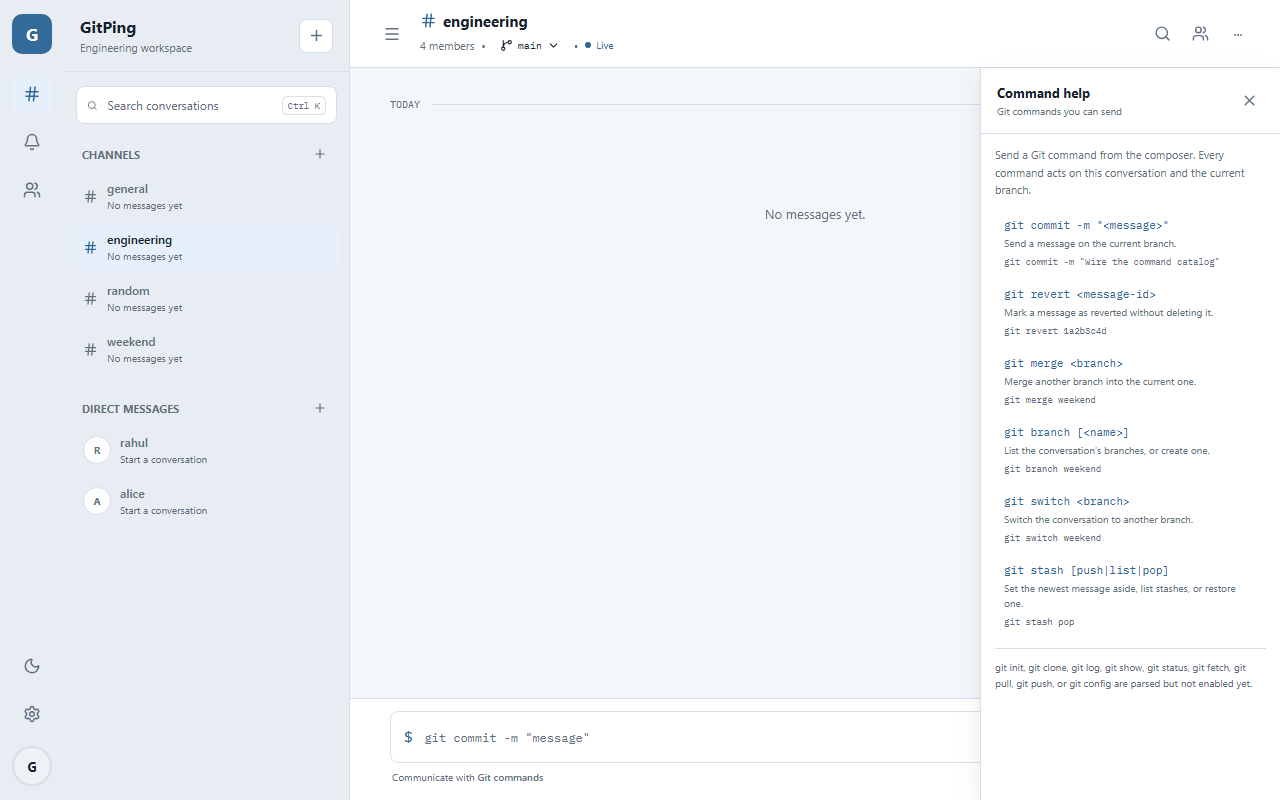 G
GitPing
Engineering workspace
Search conversations
Ctrl K
CHANNELS
general
No messages yet
engineering
No messages yet
random
No messages yet
weekend
No messages yet
DIRECT MESSAGES
R
rahul
Start a conversation
A
alice
Start a conversation
G
# engineering
4 members • main • Live
TODAY
No messages yet.
$ git commit -m "message"
Communicate with Git commands
Command help
Git commands you can send
Send a Git command from the composer. Every
command acts on this conversation and the current
branch.
git commit -m "<message>"
Send a message on the current branch.
git commit -m "Wire the command catalog"
git revert <message-id>
Mark a message as reverted without deleting it.
git revert 1a2b3c4d
git merge <branch>
Merge another branch into the current one.
git merge weekend
git branch [<name>]
List the conversation's branches, or create one.
git branch weekend
git switch <branch>
Switch the conversation to another branch.
git switch weekend
git stash [push|list|pop]
Set the newest message aside, list stashes, or restore
one.
git stash pop
git init, git clone, git log, git show, git status, git fetch, git
pull, git push, or git config are parsed but not enabled yet.